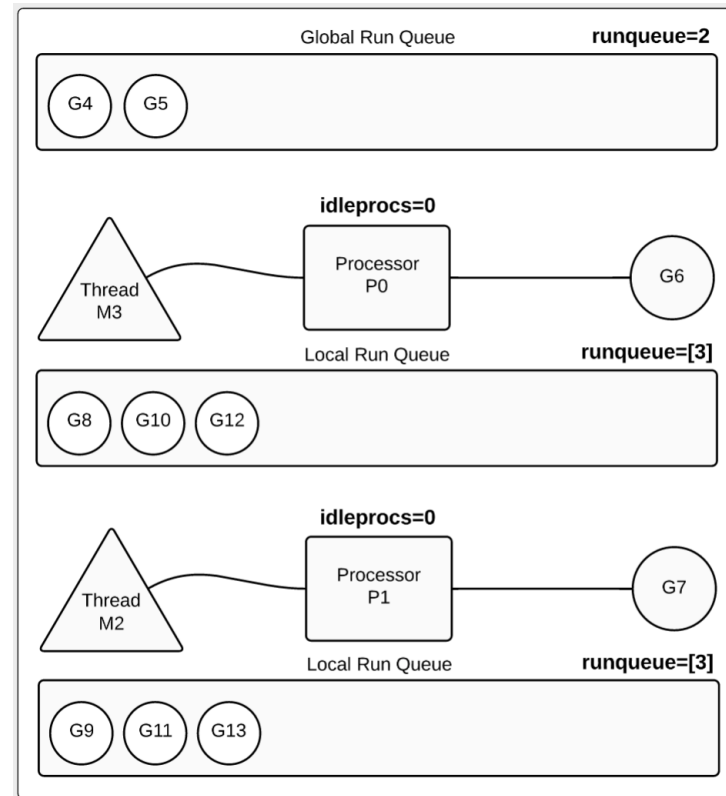 Global Run Queue runqueue=2
G4 G5
idleprocs=0
Thread
M3
Processor
P0
G6
Local Run Queue runqueue=[3]
G8 G10 G12
idleprocs=0
Thread
M2
Processor
P1
G7
Local Run Queue runqueue=[3]
G9 G11 G13